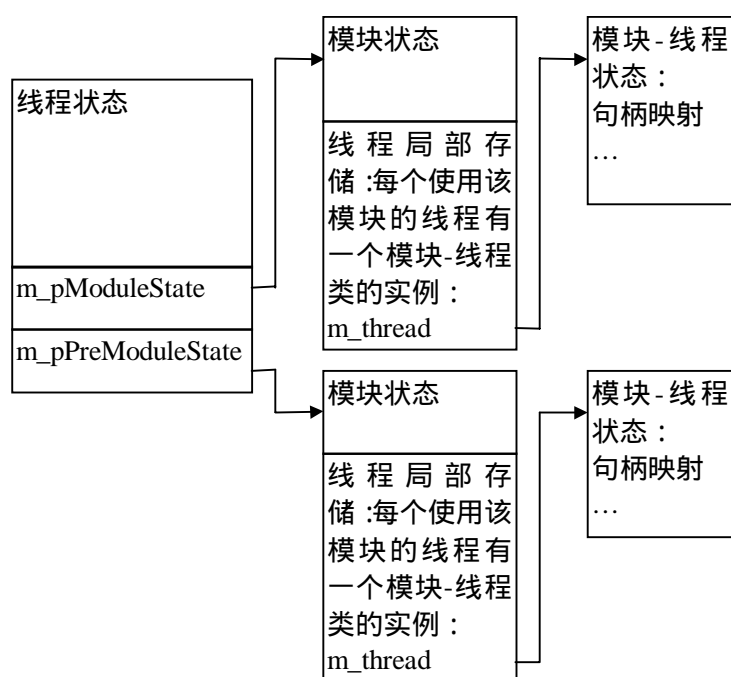 线程状态
m_pModuleState
m_pPreModuleState
模块状态
线程局部存
储:每个使用该
模块的线程有
一个模块-线程
类的实例:
m_thread
模块-线程
状态:
句柄映射
…
模块状态
线程局部存
储:每个使用该
模块的线程有
一个模块-线程
类的实例:
m_thread
模块-线程
状态:
句柄映射
…